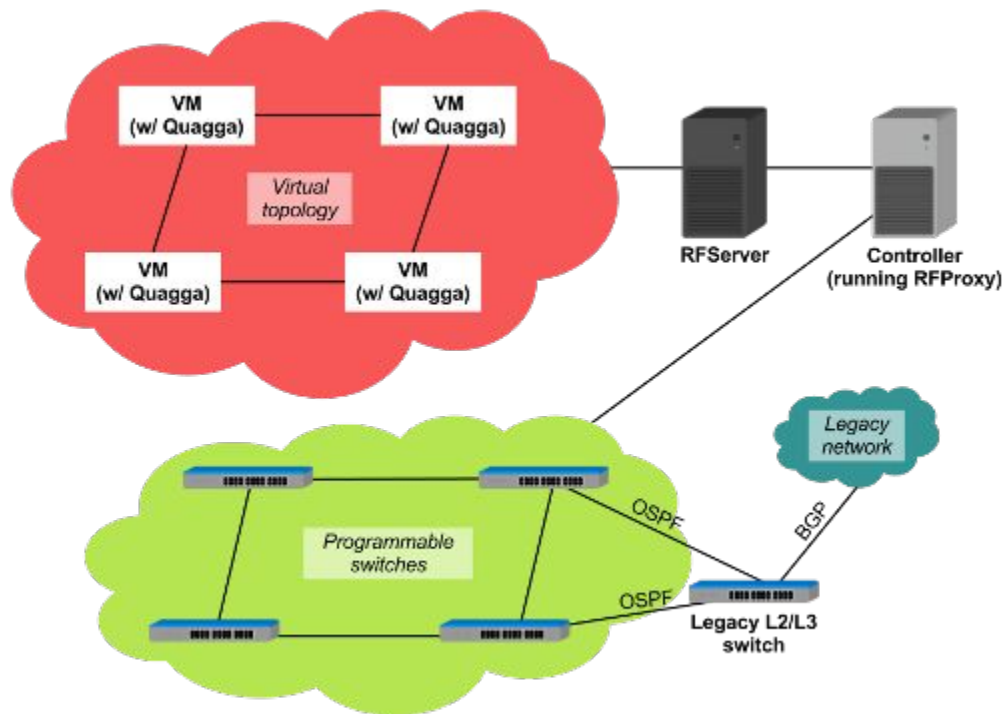 VM
(w/ Quagga)
VM
(w/ Quagga)
Virtual
topology
VM
(w/ Quagga)
VM
(w/ Quagga)
RFServer
Controller
(running RFProxy)
Legacy
network
OSPF
BGP
Programmable
switches
OSPF
Legacy L2/L3
switch